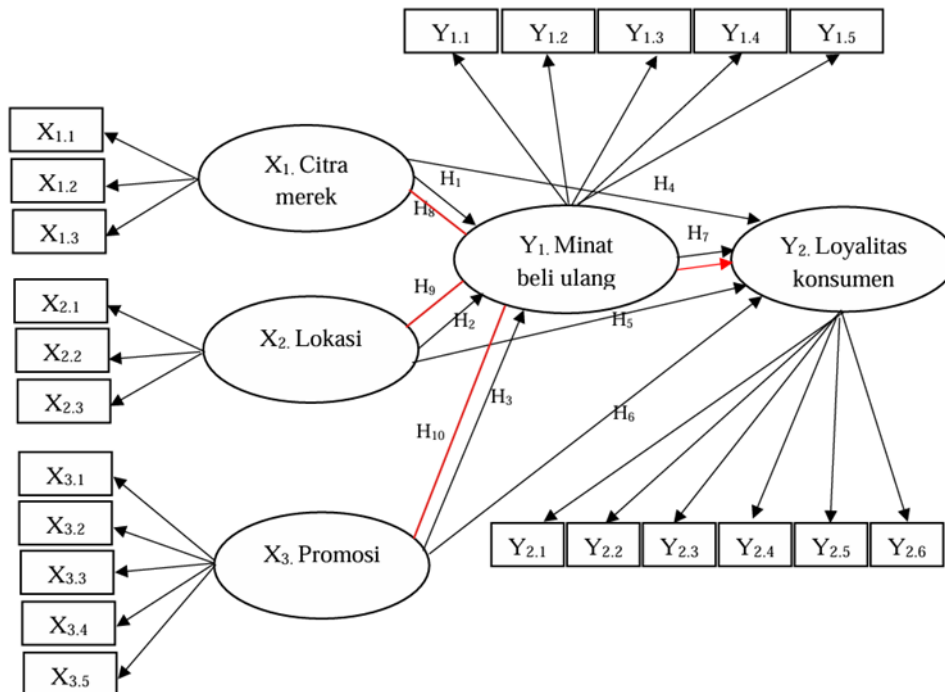 Y₁.₁ Y₁.₂ Y₁.₃ Y₁.₄ Y₁.₅
X₁.₁
X₁.₂
X₁.₃
X₁. Citra
merek
H₁
H₈
H₄
Y₁. Minat
beli ulang
H₇
Y₂. Loyalitas
konsumen
X₂.₁
X₂.₂
X₂.₃
X₂. Lokasi
H₉
H₂
H₅
H₃
H₁₀
H₆
X₃.₁
X₃.₂
X₃.₃
X₃.₄
X₃.₅
X₃. Promosi
Y₂.₁ Y₂.₂ Y₂.₃ Y₂.₄ Y₂.₅ Y₂.₆